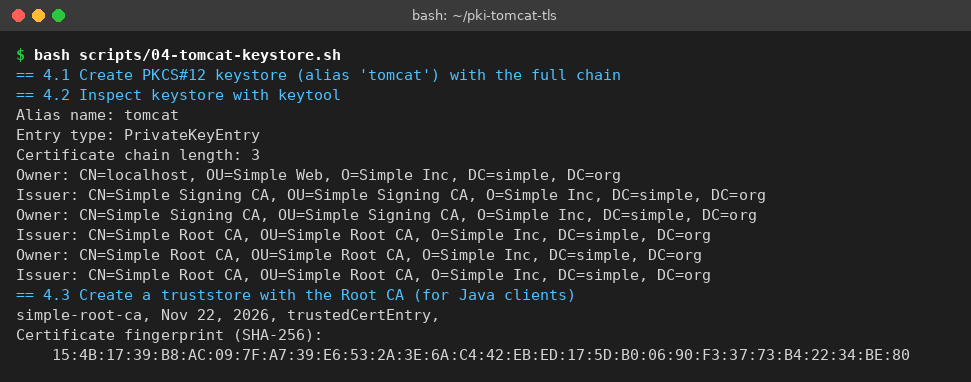 bash: ~/pki-tomcat-tls
$ bash scripts/04-tomcat-keystore.sh
== 4.1 Create PKCS#12 keystore (alias 'tomcat') with the full chain
== 4.2 Inspect keystore with keytool
Alias name: tomcat
Entry type: PrivateKeyEntry
Certificate chain length: 3
Owner: CN=localhost, OU=Simple Web, O=Simple Inc, DC=simple, DC=org
Issuer: CN=Simple Signing CA, OU=Simple Signing CA, O=Simple Inc, DC=simple, DC=org
Owner: CN=Simple Signing CA, OU=Simple Signing CA, O=Simple Inc, DC=simple, DC=org
Issuer: CN=Simple Root CA, OU=Simple Root CA, O=Simple Inc, DC=simple, DC=org
Owner: CN=Simple Root CA, OU=Simple Root CA, O=Simple Inc, DC=simple, DC=org
Issuer: CN=Simple Root CA, OU=Simple Root CA, O=Simple Inc, DC=simple, DC=org
== 4.3 Create a truststore with the Root CA (for Java clients)
simple-root-ca, Nov 22, 2026, trustedCertEntry,
Certificate fingerprint (SHA-256):
15:4B:17:39:B8:AC:09:7F:A7:39:E6:53:2A:3E:6A:C4:42:EB:ED:17:5D:B0:06:90:F3:37:73:B4:22:34:BE:80